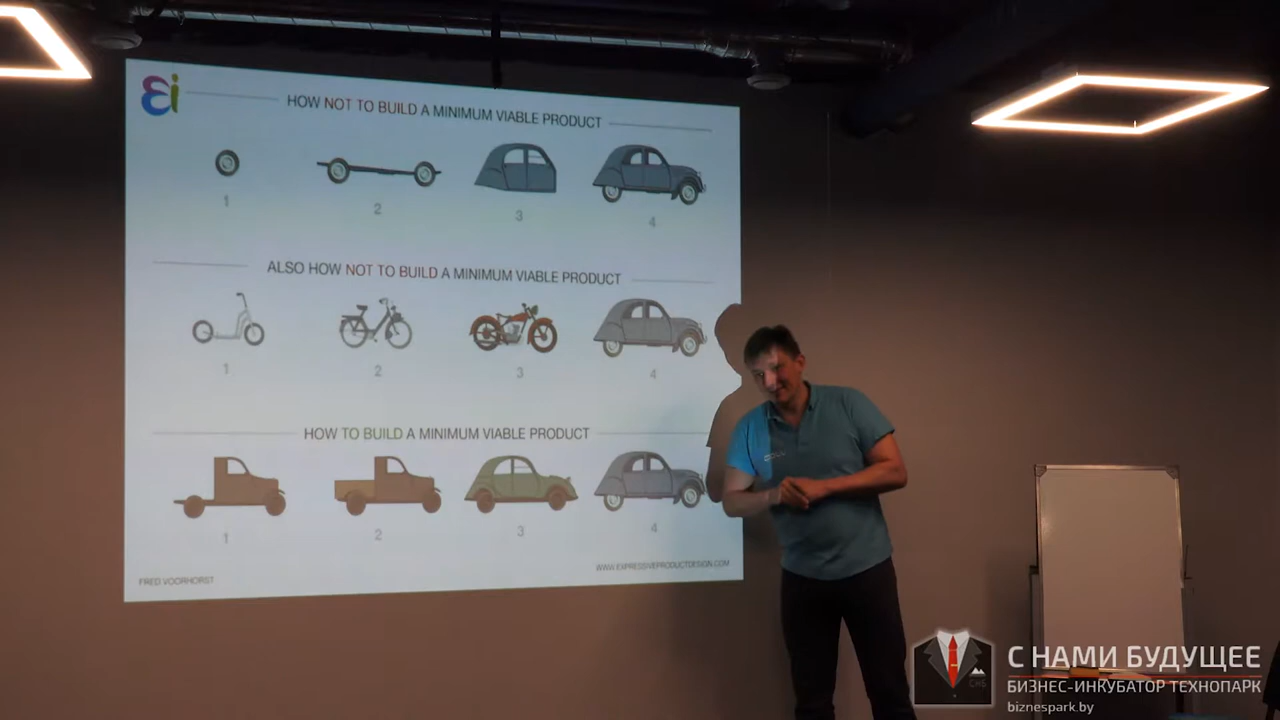 Ei
HOW NOT TO BUILD A MINIMUM VIABLE PRODUCT
1 2 3 4
ALSO HOW NOT TO BUILD A MINIMUM VIABLE PRODUCT
1 2 3 4
HOW TO BUILD A MINIMUM VIABLE PRODUCT
1 2 3 4
FRED VOORHORST
WWW.EXPRESSIVEPRODUCTDESIGN.COM
СНБ
С НАМИ БУДУЩЕЕ
БИЗНЕС-ИНКУБАТОР ТЕХНОПАРК
biznespark.by